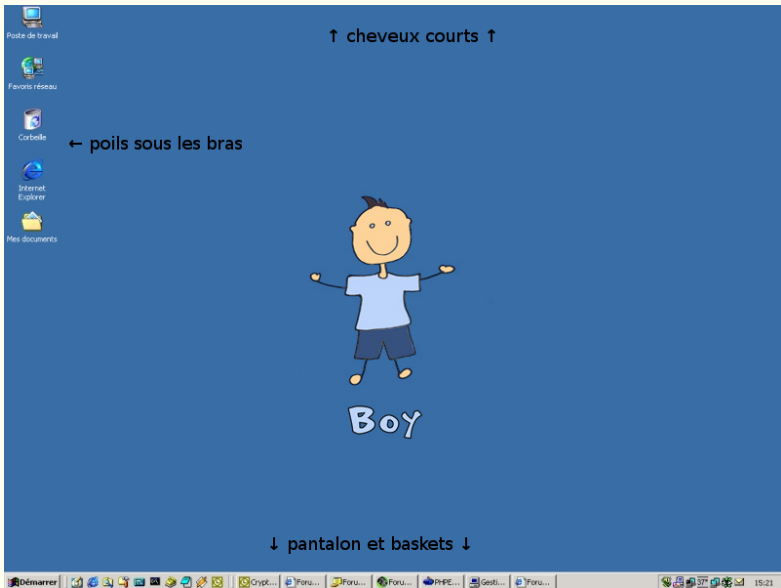 Poste de travail
↑ cheveux courts ↑
Favoris réseau
Corbeille
← poils sous les bras
Internet
Explorer
Mes documents
Boy
↓ pantalon et baskets ↓
Démarrer Crypt... Foru... Foru... Foru... PHPE... Gesti... Foru... 37° 15:21